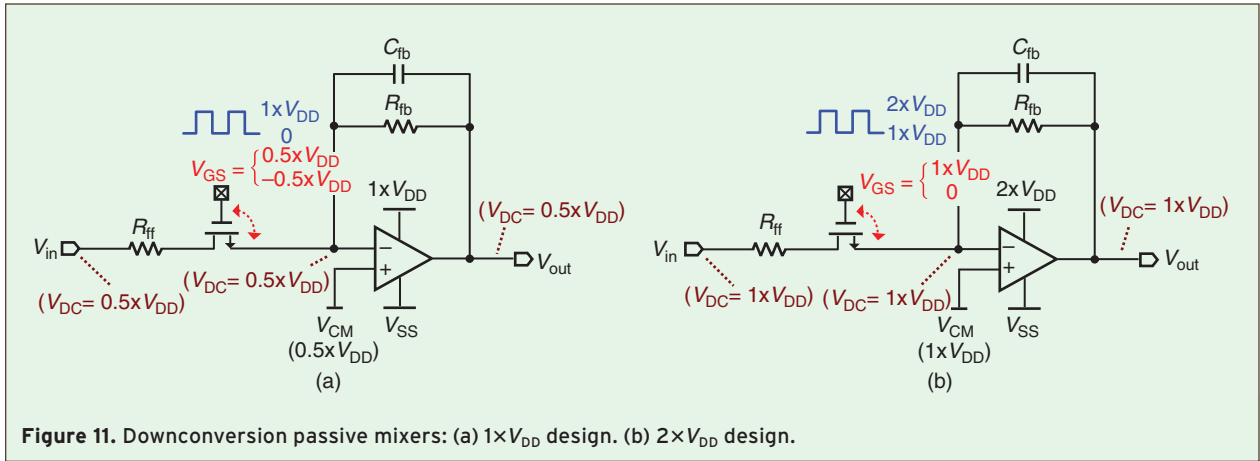 C_fb
R_fb
1xV_DD
0
V_GS = { 0.5xV_DD
−0.5xV_DD
1xV_DD
(V_DC = 0.5xV_DD)
V_in
R_ff
−
+
V_out
(V_DC = 0.5xV_DD)
(V_DC = 0.5xV_DD)
V_CM
(0.5xV_DD)
V_SS
(a)
C_fb
R_fb
2xV_DD
1xV_DD
V_GS = { 1xV_DD
0
2xV_DD
(V_DC = 1xV_DD)
V_in
R_ff
−
+
V_out
(V_DC = 1xV_DD)
(V_DC = 1xV_DD)
V_CM
(1xV_DD)
V_SS
(b)
Figure 11. Downconversion passive mixers: (a) 1×V_DD design. (b) 2×V_DD design.